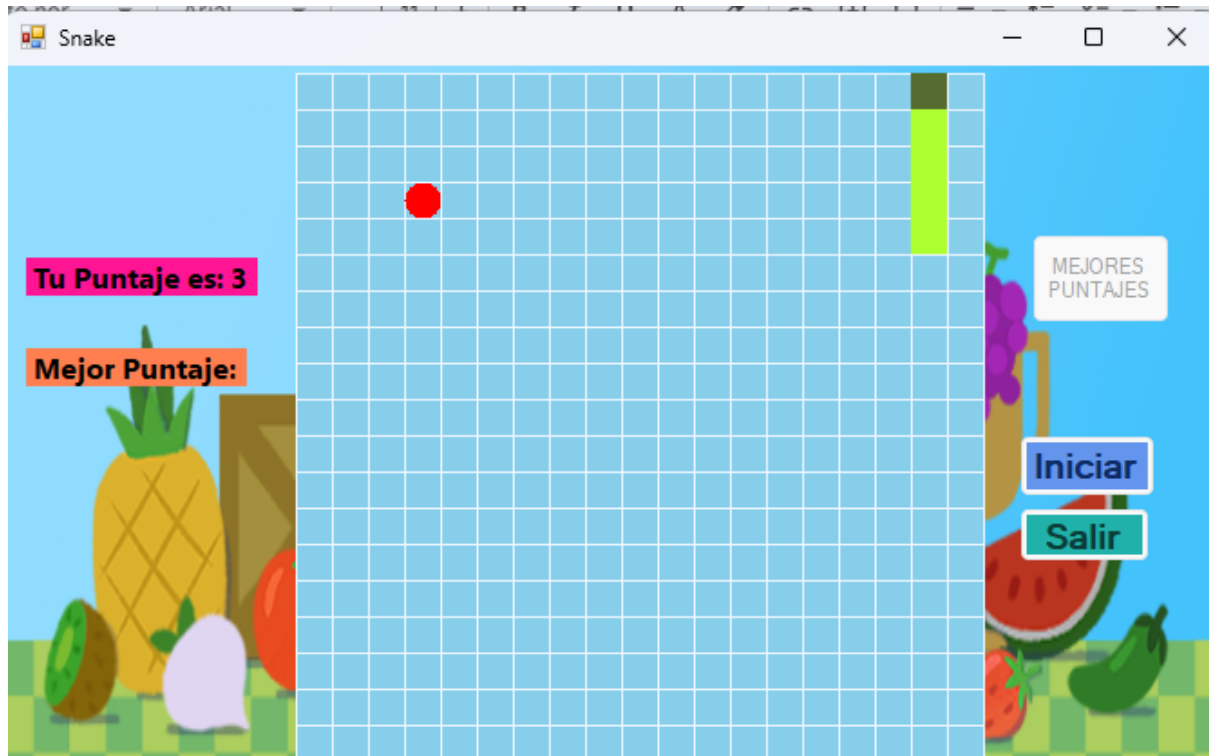 Snake
Tu Puntaje es: 3
Mejor Puntaje:
MEJORES
PUNTAJES
Iniciar
Salir